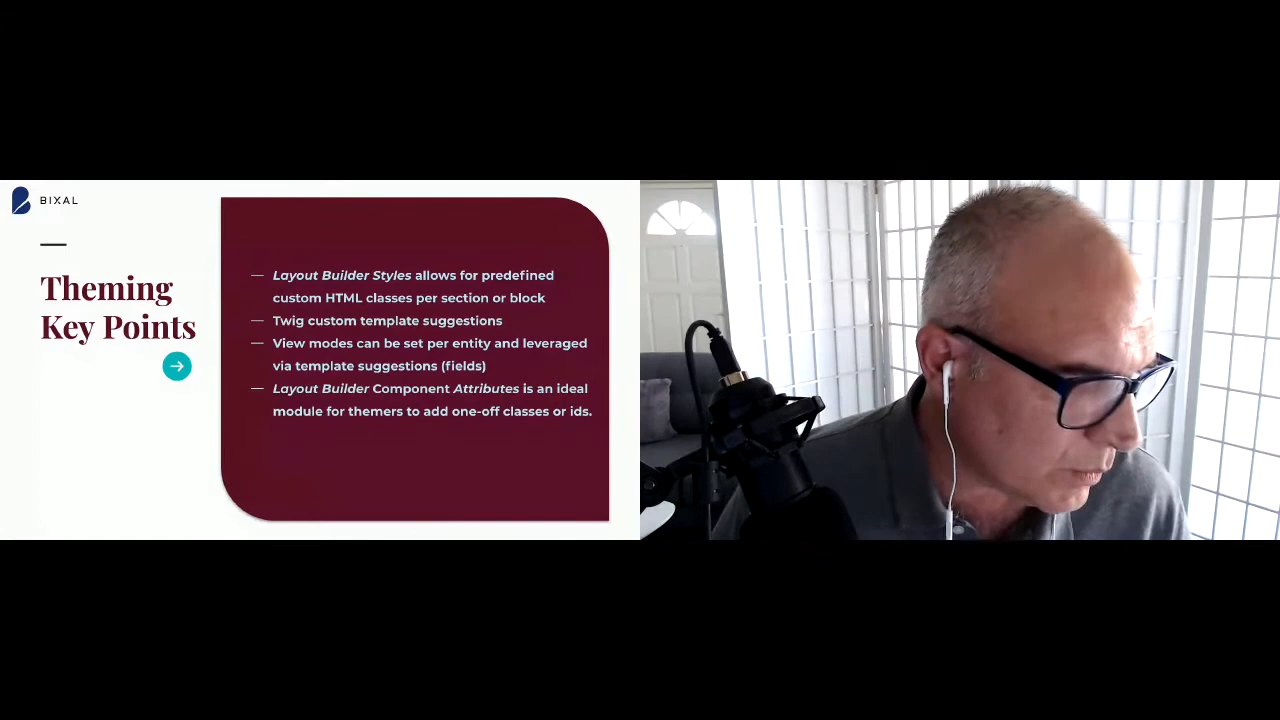 BIXAL
Theming
Key Points
— Layout Builder Styles allows for predefined
custom HTML classes per section or block
— Twig custom template suggestions
— View modes can be set per entity and leveraged
via template suggestions (fields)
— Layout Builder Component Attributes is an ideal
module for themers to add one-off classes or ids.